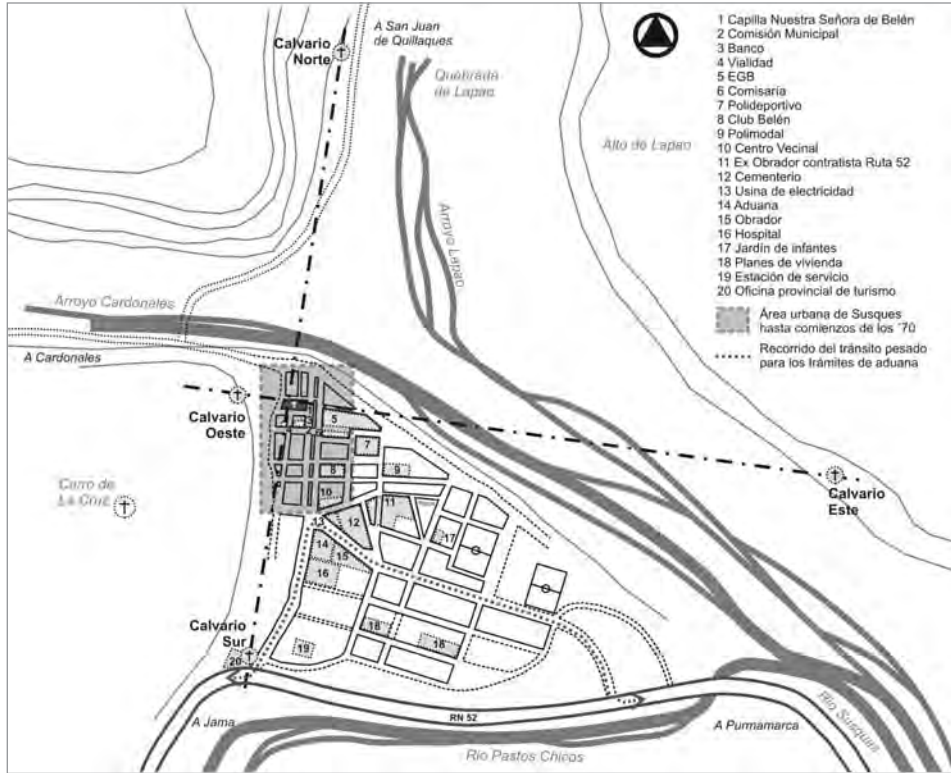 A San Juan
de Quillaques
Calvario
Norte
Quebrada
de Lapao
Alto de Lapao
1 Capilla Nuestra Señora de Belén
2 Comisión Municipal
3 Banco
4 Vialidad
5 EGB
6 Comisaría
7 Polideportivo
8 Club Belén
9 Polimodal
10 Centro Vecinal
11 Ex Obrador contratista Ruta 52
12 Cementerio
13 Usina de electricidad
14 Aduana
15 Obrador
16 Hospital
17 Jardín de infantes
18 Planes de vivienda
19 Estación de servicio
20 Oficina provincial de turismo
Área urbana de Susques
hasta comienzos de los '70
Recorrido del tránsito pesado
para los trámites de aduana
Arroyo Lapao
Arroyo Cardonales
A Cardonales
Calvario
Oeste
5
7
8
9
10
11
12
13
14
15
16
17
18
18
19
20
Cerro de
La Cruz
Calvario
Este
Calvario
Sur
A Jama
RN 52
A Purmamarca
Río Susques
Río Pastos Chicos